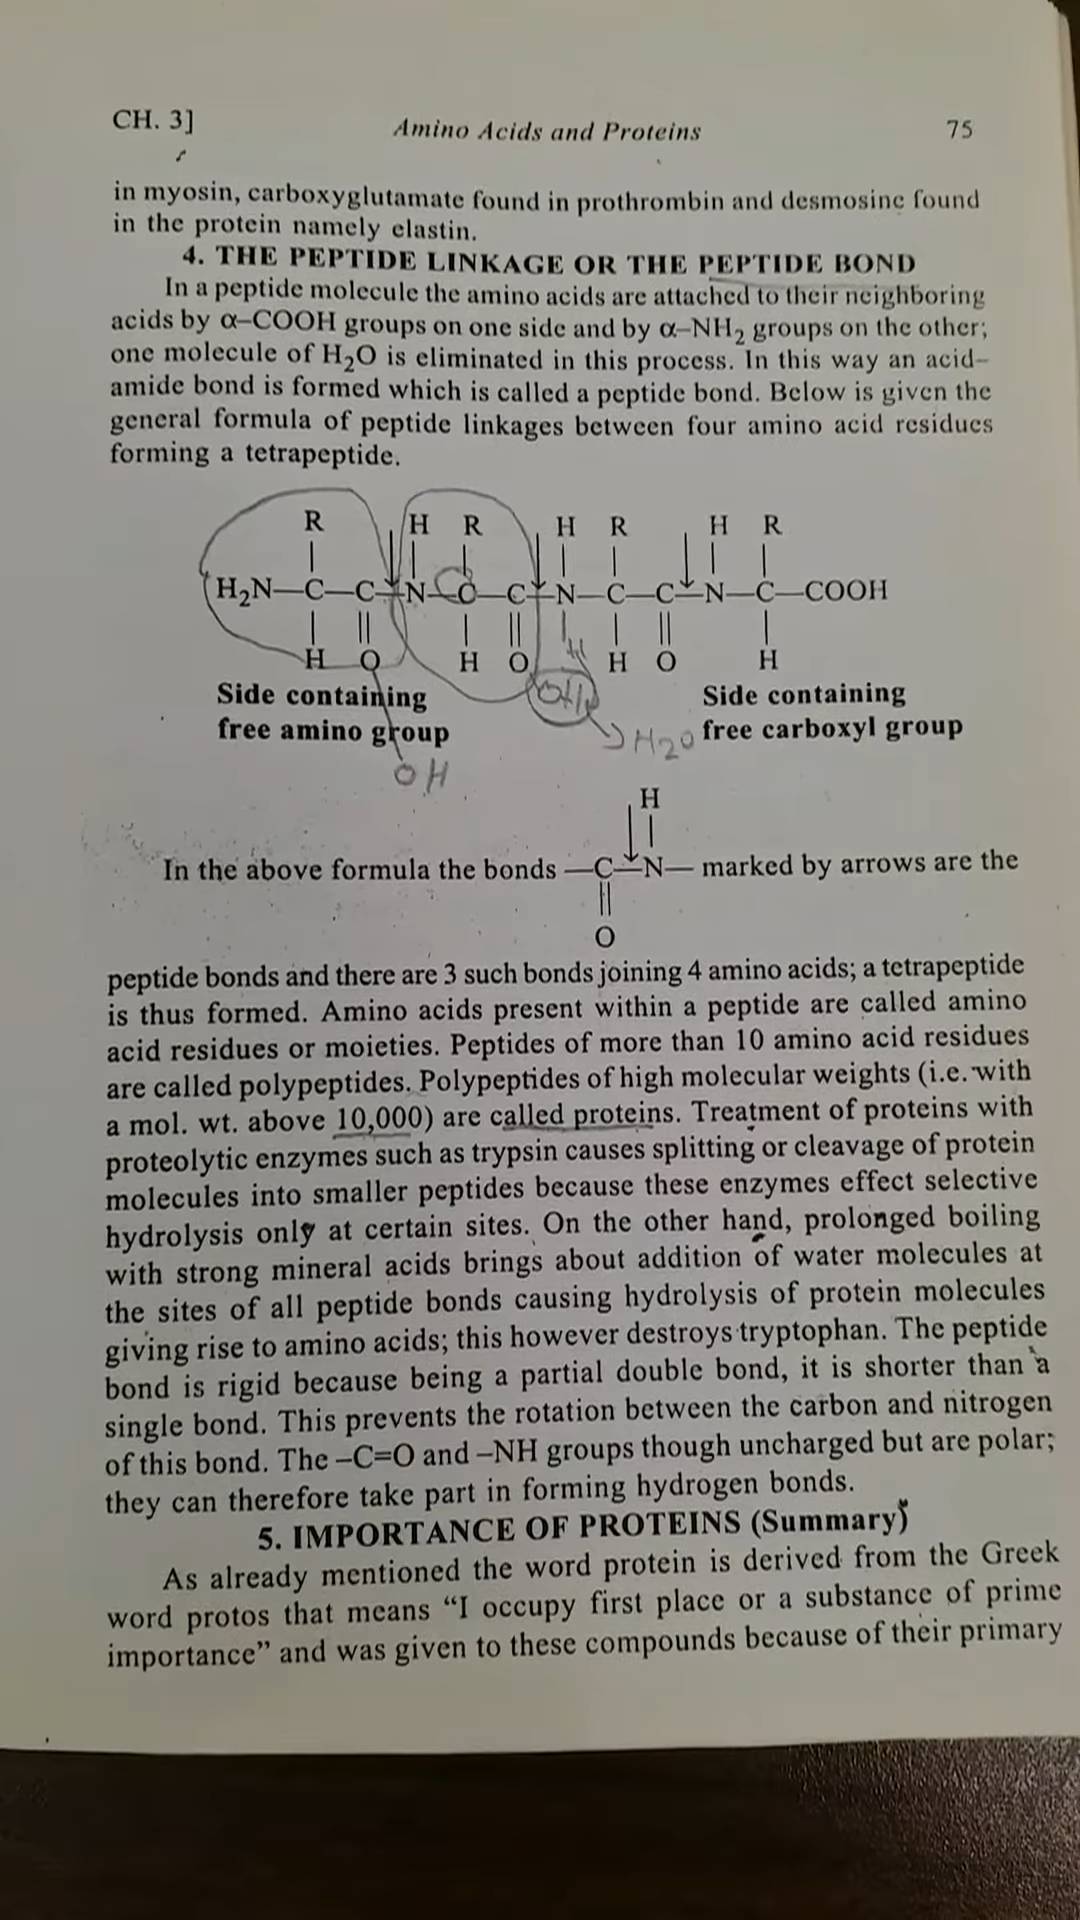 CH. 3]
Amino Acids and Proteins
75
in myosin, carboxyglutamate found in prothrombin and desmosine found
in the protein namely elastin.
4. THE PEPTIDE LINKAGE OR THE PEPTIDE BOND
In a peptide molecule the amino acids are attached to their neighboring
acids by α–COOH groups on one side and by α–NH₂ groups on the other;
one molecule of H₂O is eliminated in this process. In this way an acid–
amide bond is formed which is called a peptide bond. Below is given the
general formula of peptide linkages between four amino acid residues
forming a tetrapeptide.
R H R H R H R
H₂N—C—C—N—C—C—N—C—C—N—C—COOH
H O H O H H O H
Side containing
free amino group
OH
OH
H₂O
Side containing
free carboxyl group
H
In the above formula the bonds —C—N— marked by arrows are the
O
peptide bonds and there are 3 such bonds joining 4 amino acids; a tetrapeptide
is thus formed. Amino acids present within a peptide are called amino
acid residues or moieties. Peptides of more than 10 amino acid residues
are called polypeptides. Polypeptides of high molecular weights (i.e. with
a mol. wt. above 10,000) are called proteins. Treatment of proteins with
proteolytic enzymes such as trypsin causes splitting or cleavage of protein
molecules into smaller peptides because these enzymes effect selective
hydrolysis only at certain sites. On the other hand, prolonged boiling
with strong mineral acids brings about addition of water molecules at
the sites of all peptide bonds causing hydrolysis of protein molecules
giving rise to amino acids; this however destroys tryptophan. The peptide
bond is rigid because being a partial double bond, it is shorter than a
single bond. This prevents the rotation between the carbon and nitrogen
of this bond. The –C=O and –NH groups though uncharged but are polar;
they can therefore take part in forming hydrogen bonds.
5. IMPORTANCE OF PROTEINS (Summary)
As already mentioned the word protein is derived from the Greek
word protos that means “I occupy first place or a substance of prime
importance” and was given to these compounds because of their primary